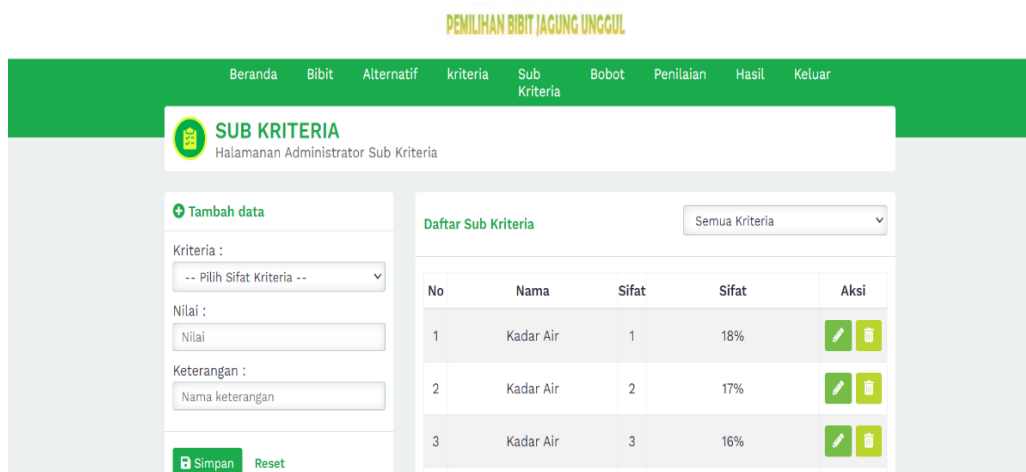 PEMILIHAN BIBIT JAGUNG UNGGUL
Beranda Bibit Alternatif kriteria Sub Kriteria Bobot Penilaian Hasil Keluar
SUB KRITERIA
Halamanan Administrator Sub Kriteria
Tambah data
Kriteria :
-- Pilih Sifat Kriteria --
Nilai :
Nilai
Keterangan :
Nama keterangan
Simpan Reset
Daftar Sub Kriteria Semua Kriteria
No Nama Sifat Sifat Aksi
1 Kadar Air 1 18%
2 Kadar Air 2 17%
3 Kadar Air 3 16%